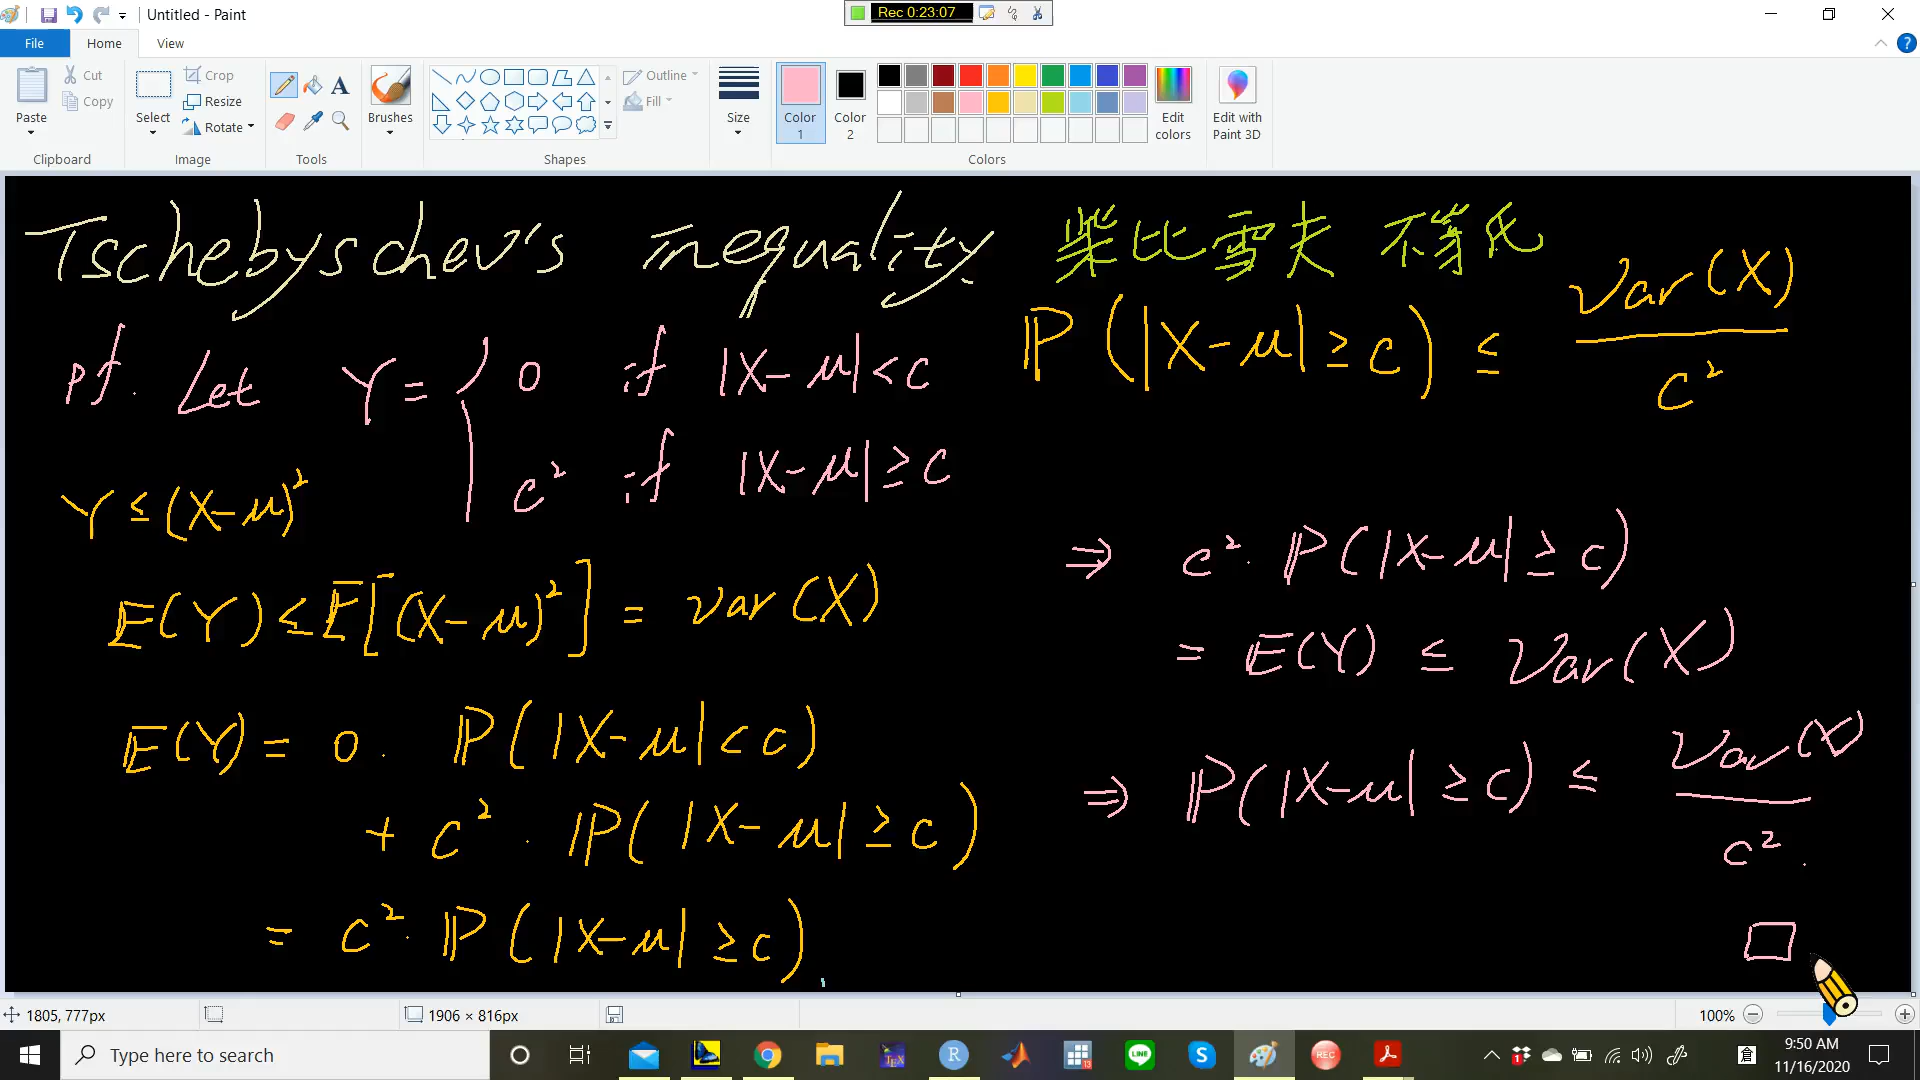 Untitled - Paint
Rec 0:23:07
File Home View
Paste
Cut
Copy
Clipboard
Select
Crop
Resize
Rotate
Image
Tools
Brushes
Outline
Fill
Shapes
Size
Color 1
Color 2
Edit colors
Edit with Paint 3D
Colors
Tschebyschev's inequality 柴比雪夫 不等氏
ℙ(|X-μ|≥c) ≤ Var(X) / c²
pf. Let Y = { 0 if |X-μ|<c
c² if |X-μ|≥c
Y ≤ (X-μ)²
E(Y) ≤ E[(X-μ)²] = Var(X)
E(Y) = 0 · ℙ(|X-μ|<c)
+ c² · ℙ(|X-μ|≥c)
= c² · ℙ(|X-μ|≥c)
⇒ c² · ℙ(|X-μ|≥c)
= E(Y) ≤ Var(X)
⇒ ℙ(|X-μ|≥c) ≤ Var(X) / c².
□
1805, 777px
1906 × 816px
100%
Type here to search
倉
9:50 AM
11/16/2020